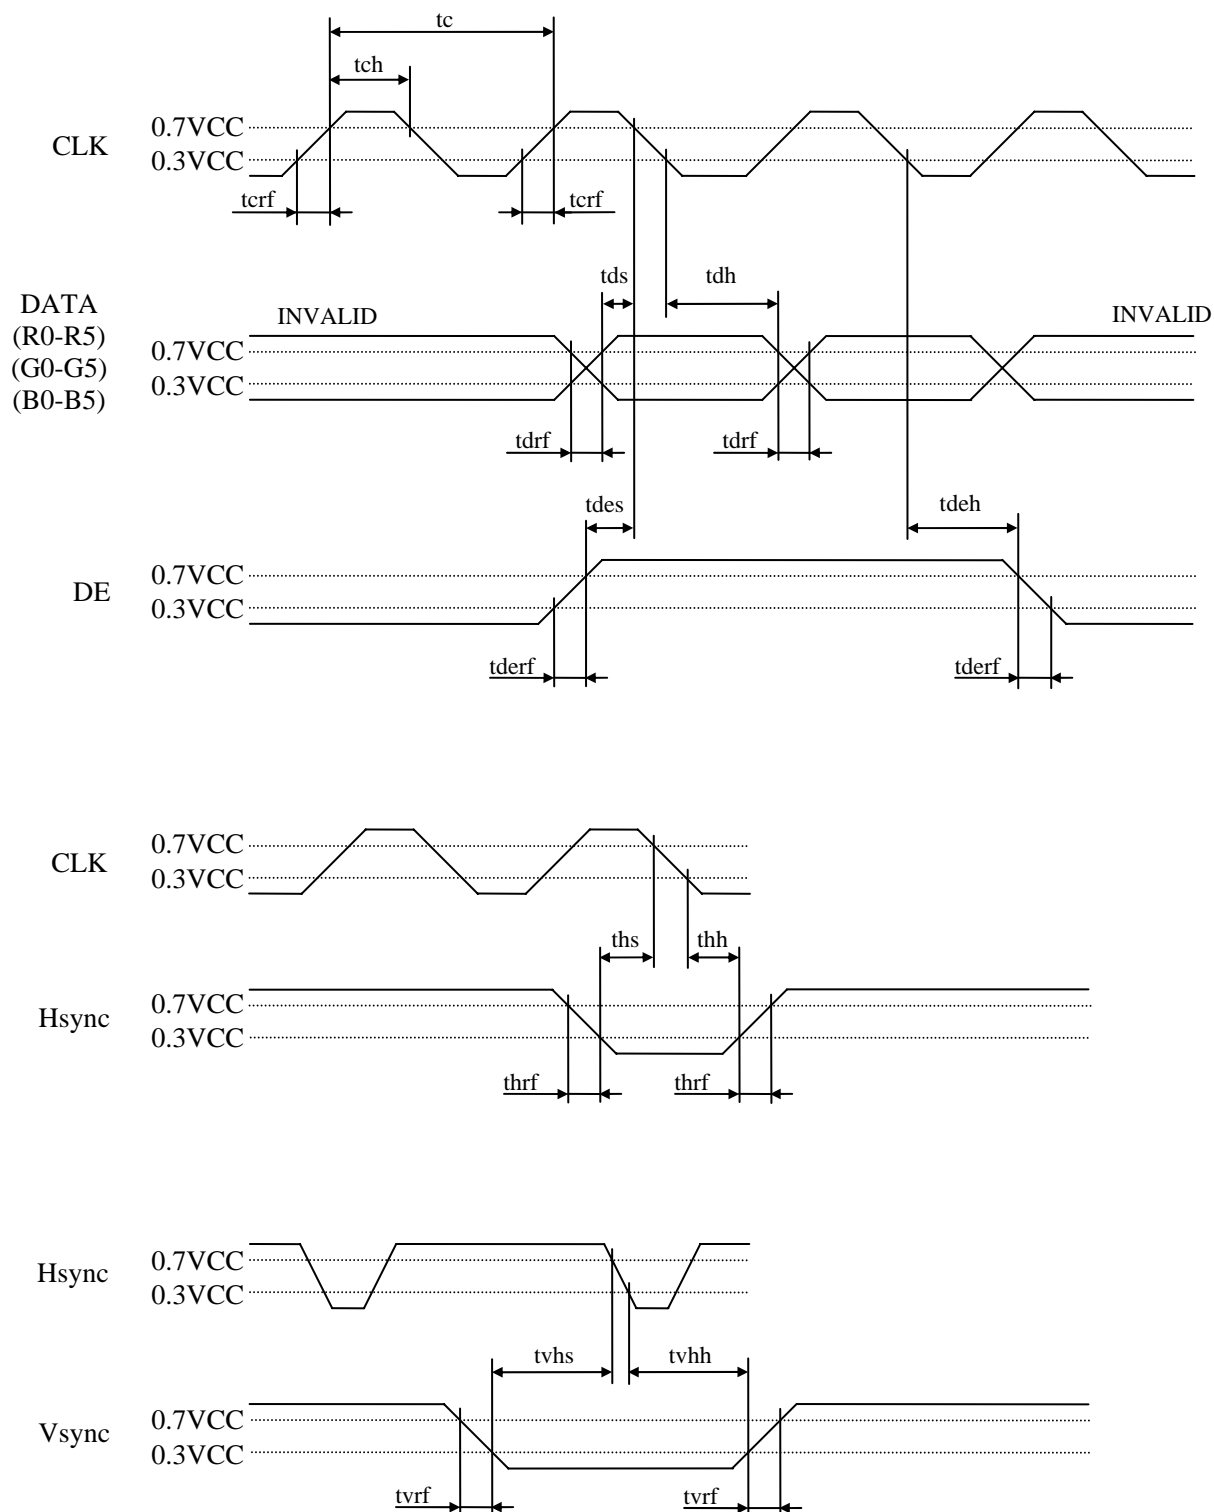 tc
tch
0.7VCC
CLK
0.3VCC
tcrf
tcrf
tds
tdh
DATA
(R0-R5)
(G0-G5)
(B0-B5)
INVALID
INVALID
0.7VCC
0.3VCC
tdrf
tdrf
tdes
tdeh
0.7VCC
DE
0.3VCC
tderf
tderf
0.7VCC
CLK
0.3VCC
ths
thh
0.7VCC
Hsync
0.3VCC
thrf
thrf
0.7VCC
Hsync
0.3VCC
tvhs
tvhh
0.7VCC
Vsync
0.3VCC
tvrf
tvrf